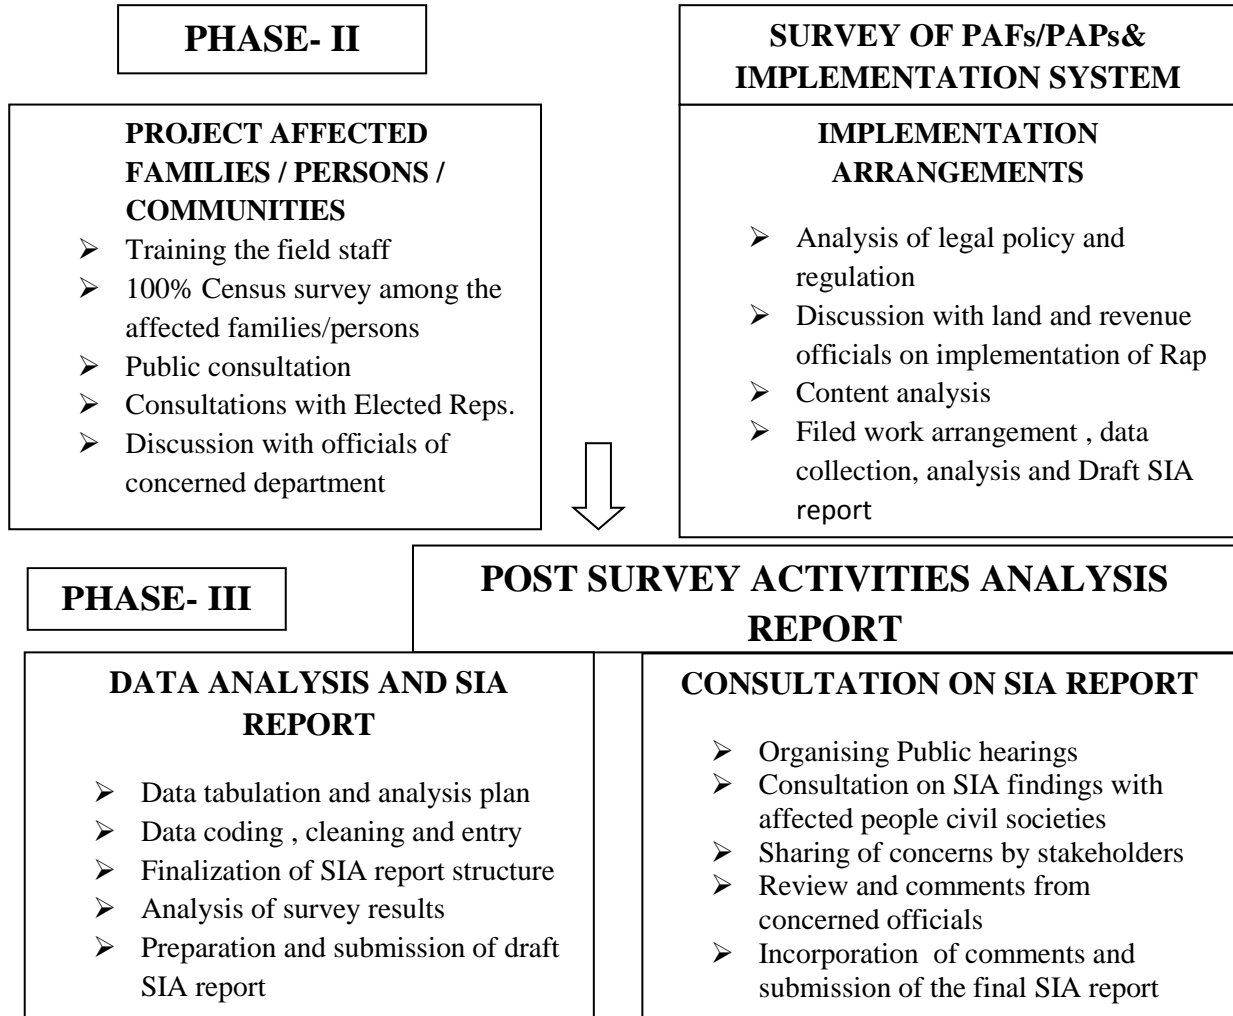 PHASE- II
SURVEY OF PAFs/PAPs&
IMPLEMENTATION SYSTEM
PROJECT AFFECTED
FAMILIES / PERSONS /
COMMUNITIES
➢ Training the field staff
➢ 100% Census survey among the
affected families/persons
➢ Public consultation
➢ Consultations with Elected Reps.
➢ Discussion with officials of
concerned department
IMPLEMENTATION
ARRANGEMENTS
➢ Analysis of legal policy and
regulation
➢ Discussion with land and revenue
officials on implementation of Rap
➢ Content analysis
➢ Filed work arrangement , data
collection, analysis and Draft SIA
report
PHASE- III
POST SURVEY ACTIVITIES ANALYSIS
REPORT
DATA ANALYSIS AND SIA
REPORT
➢ Data tabulation and analysis plan
➢ Data coding , cleaning and entry
➢ Finalization of SIA report structure
➢ Analysis of survey results
➢ Preparation and submission of draft
SIA report
CONSULTATION ON SIA REPORT
➢ Organising Public hearings
➢ Consultation on SIA findings with
affected people civil societies
➢ Sharing of concerns by stakeholders
➢ Review and comments from
concerned officials
➢ Incorporation of comments and
submission of the final SIA report